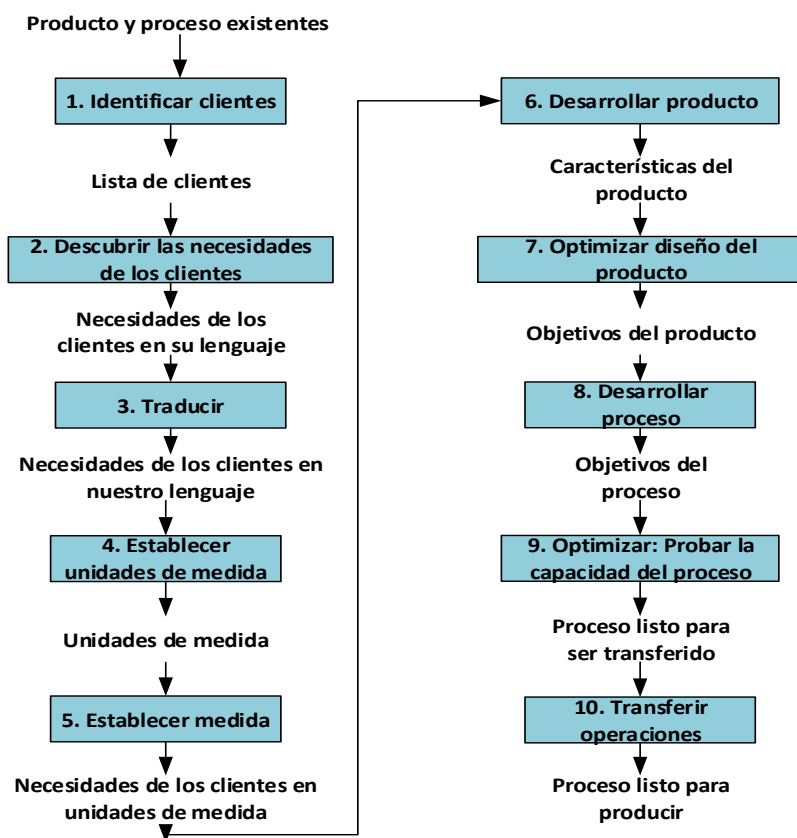 Producto y proceso existentes
1. Identificar clientes
Lista de clientes
2. Descubrir las necesidades
de los clientes
Necesidades de los
clientes en su lenguaje
3. Traducir
Necesidades de los clientes en
nuestro lenguaje
4. Establecer
unidades de medida
Unidades de medida
5. Establecer medida
Necesidades de los clientes en
unidades de medida
6. Desarrollar producto
Características del
producto
7. Optimizar diseño del
producto
Objetivos del producto
8. Desarrollar
proceso
Objetivos del
proceso
9. Optimizar: Probar la
capacidad del proceso
Proceso listo para
ser transferido
10. Transferir
operaciones
Proceso listo para
producir